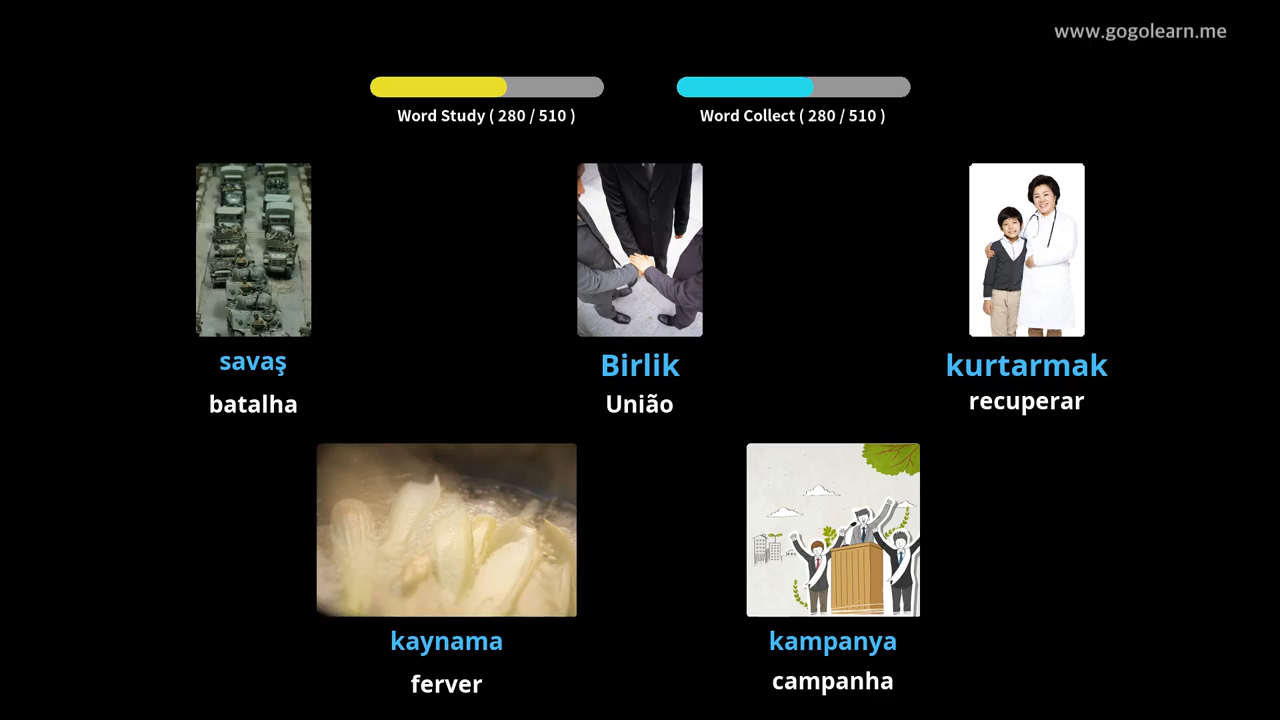 www.gogolearn.me
Word Study ( 280 / 510 )
Word Collect ( 280 / 510 )
savaş
Birlik
kurtarmak
batalha
União
recuperar
kaynama
kampanya
ferver
campanha